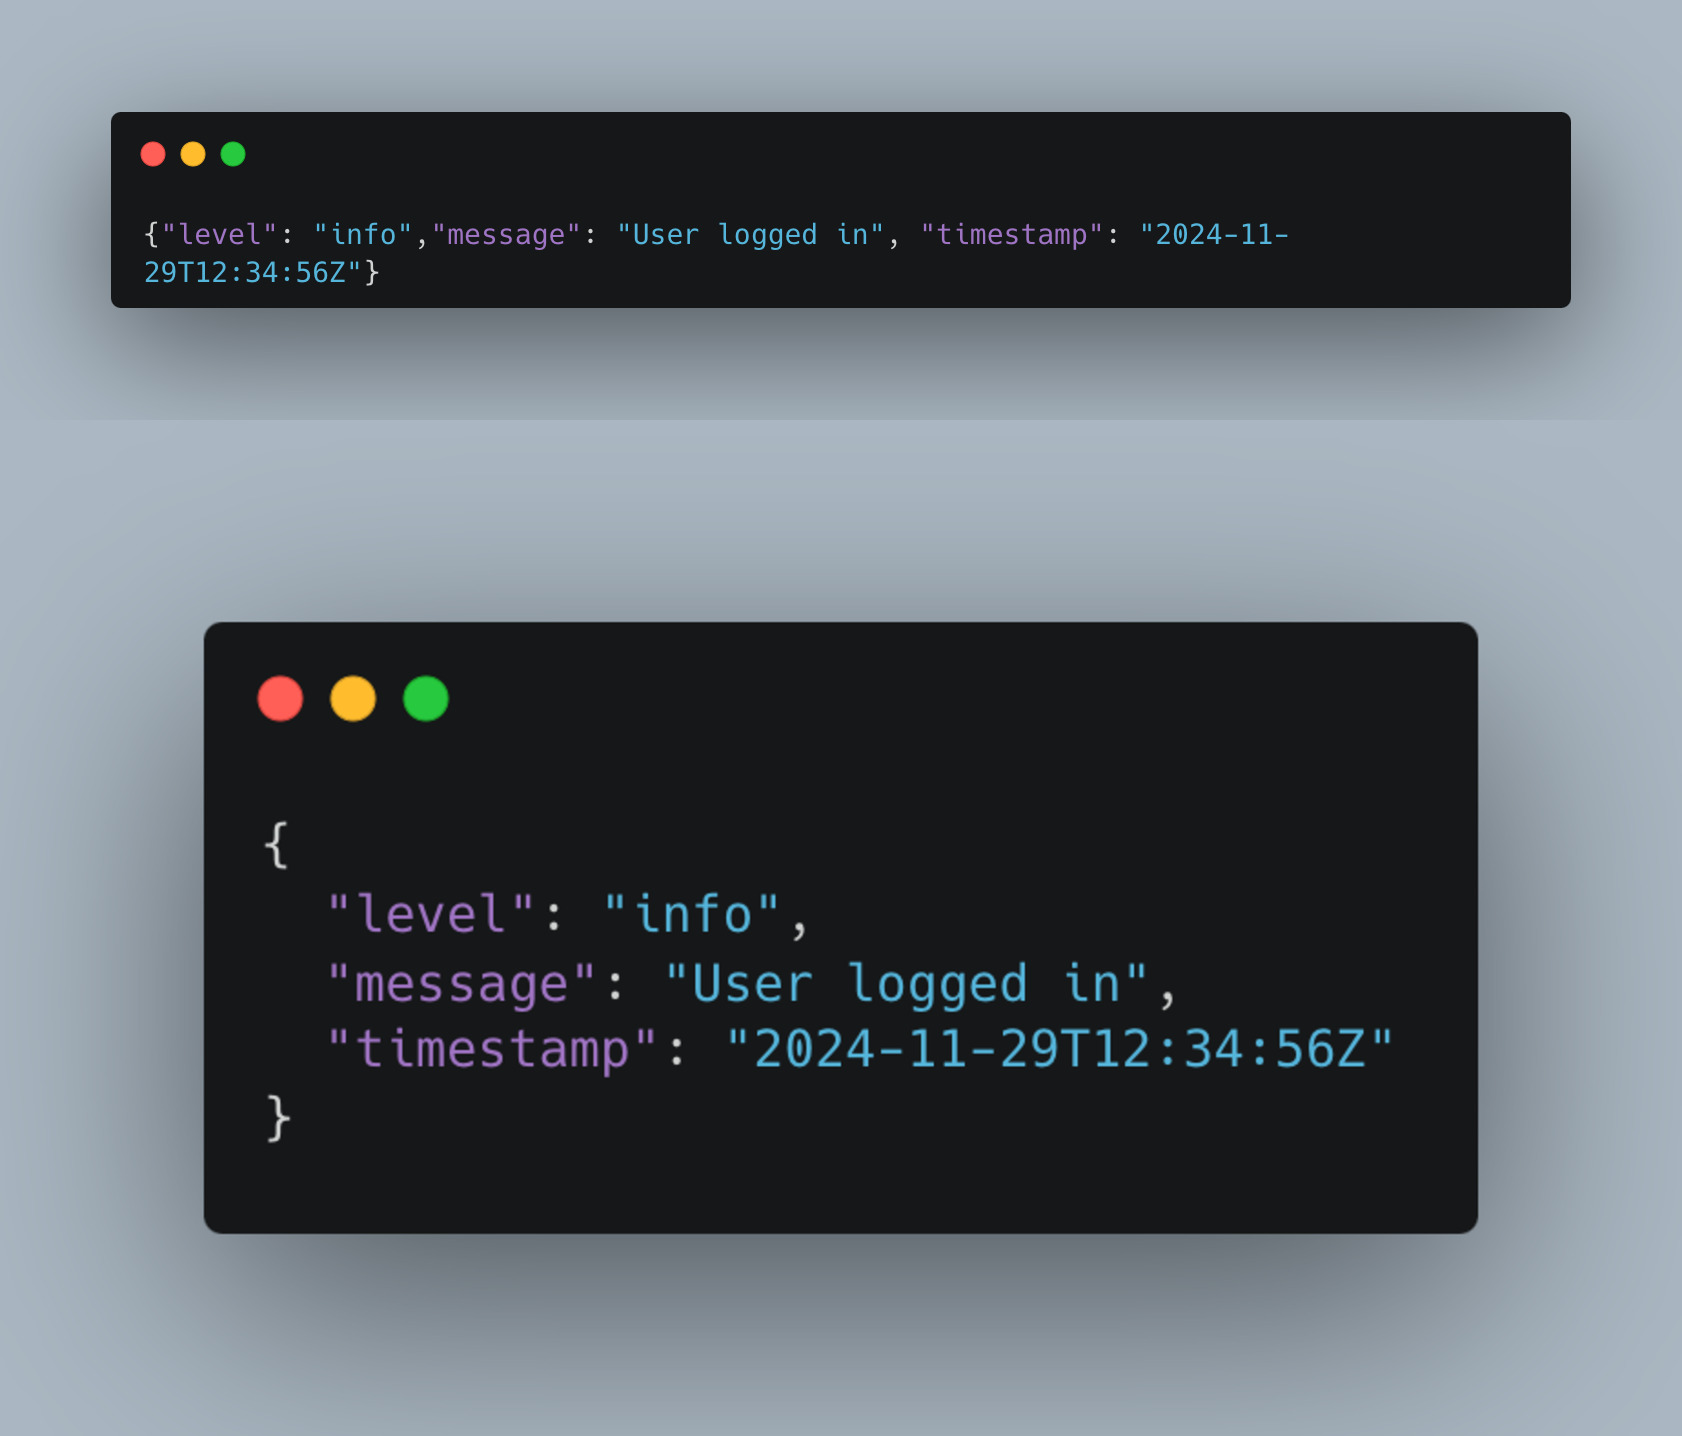 {"level": "info","message": "User logged in", "timestamp": "2024-11-
29T12:34:56Z"}
{
  "level": "info",
  "message": "User logged in",
  "timestamp": "2024-11-29T12:34:56Z"
}